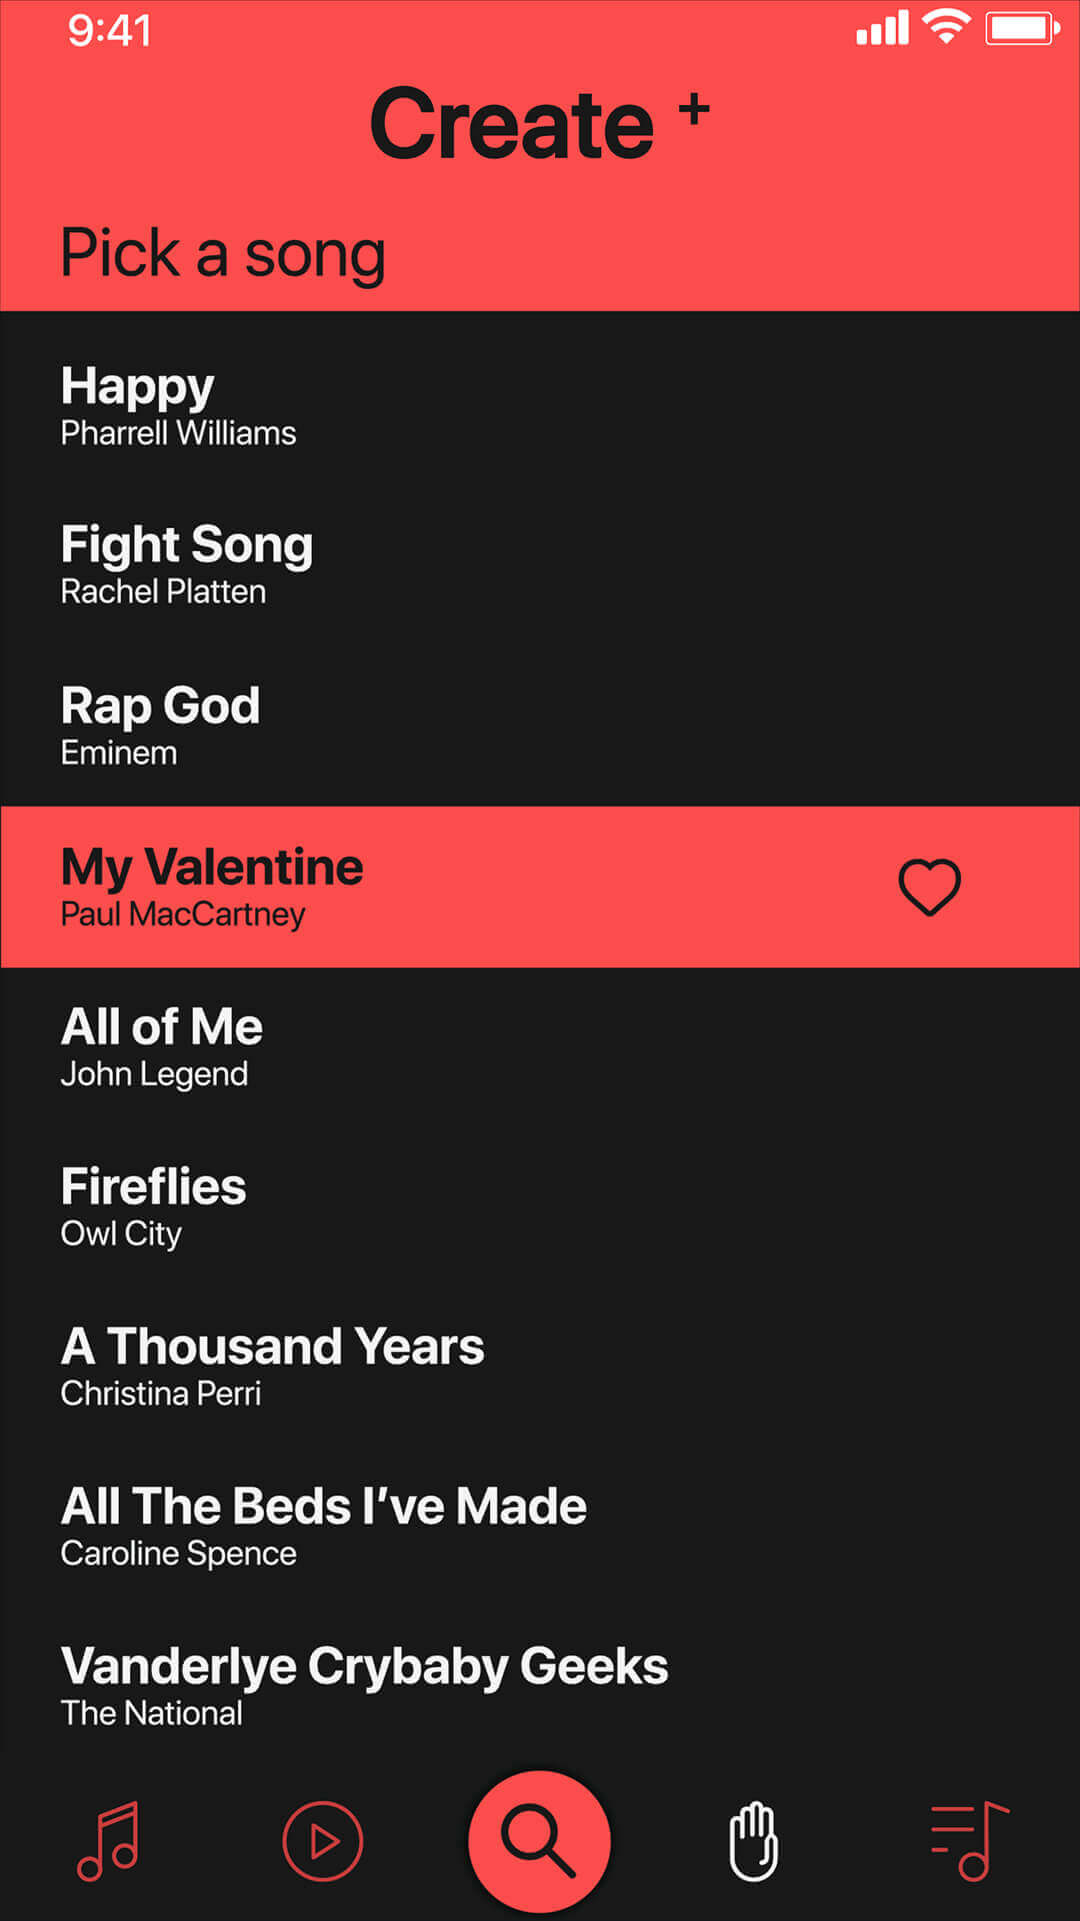 9:41
Create +
Pick a song
Happy
Pharrell Williams
Fight Song
Rachel Platten
Rap God
Eminem
My Valentine
Paul MacCartney
All of Me
John Legend
Fireflies
Owl City
A Thousand Years
Christina Perri
All The Beds I’ve Made
Caroline Spence
Vanderlye Crybaby Geeks
The National